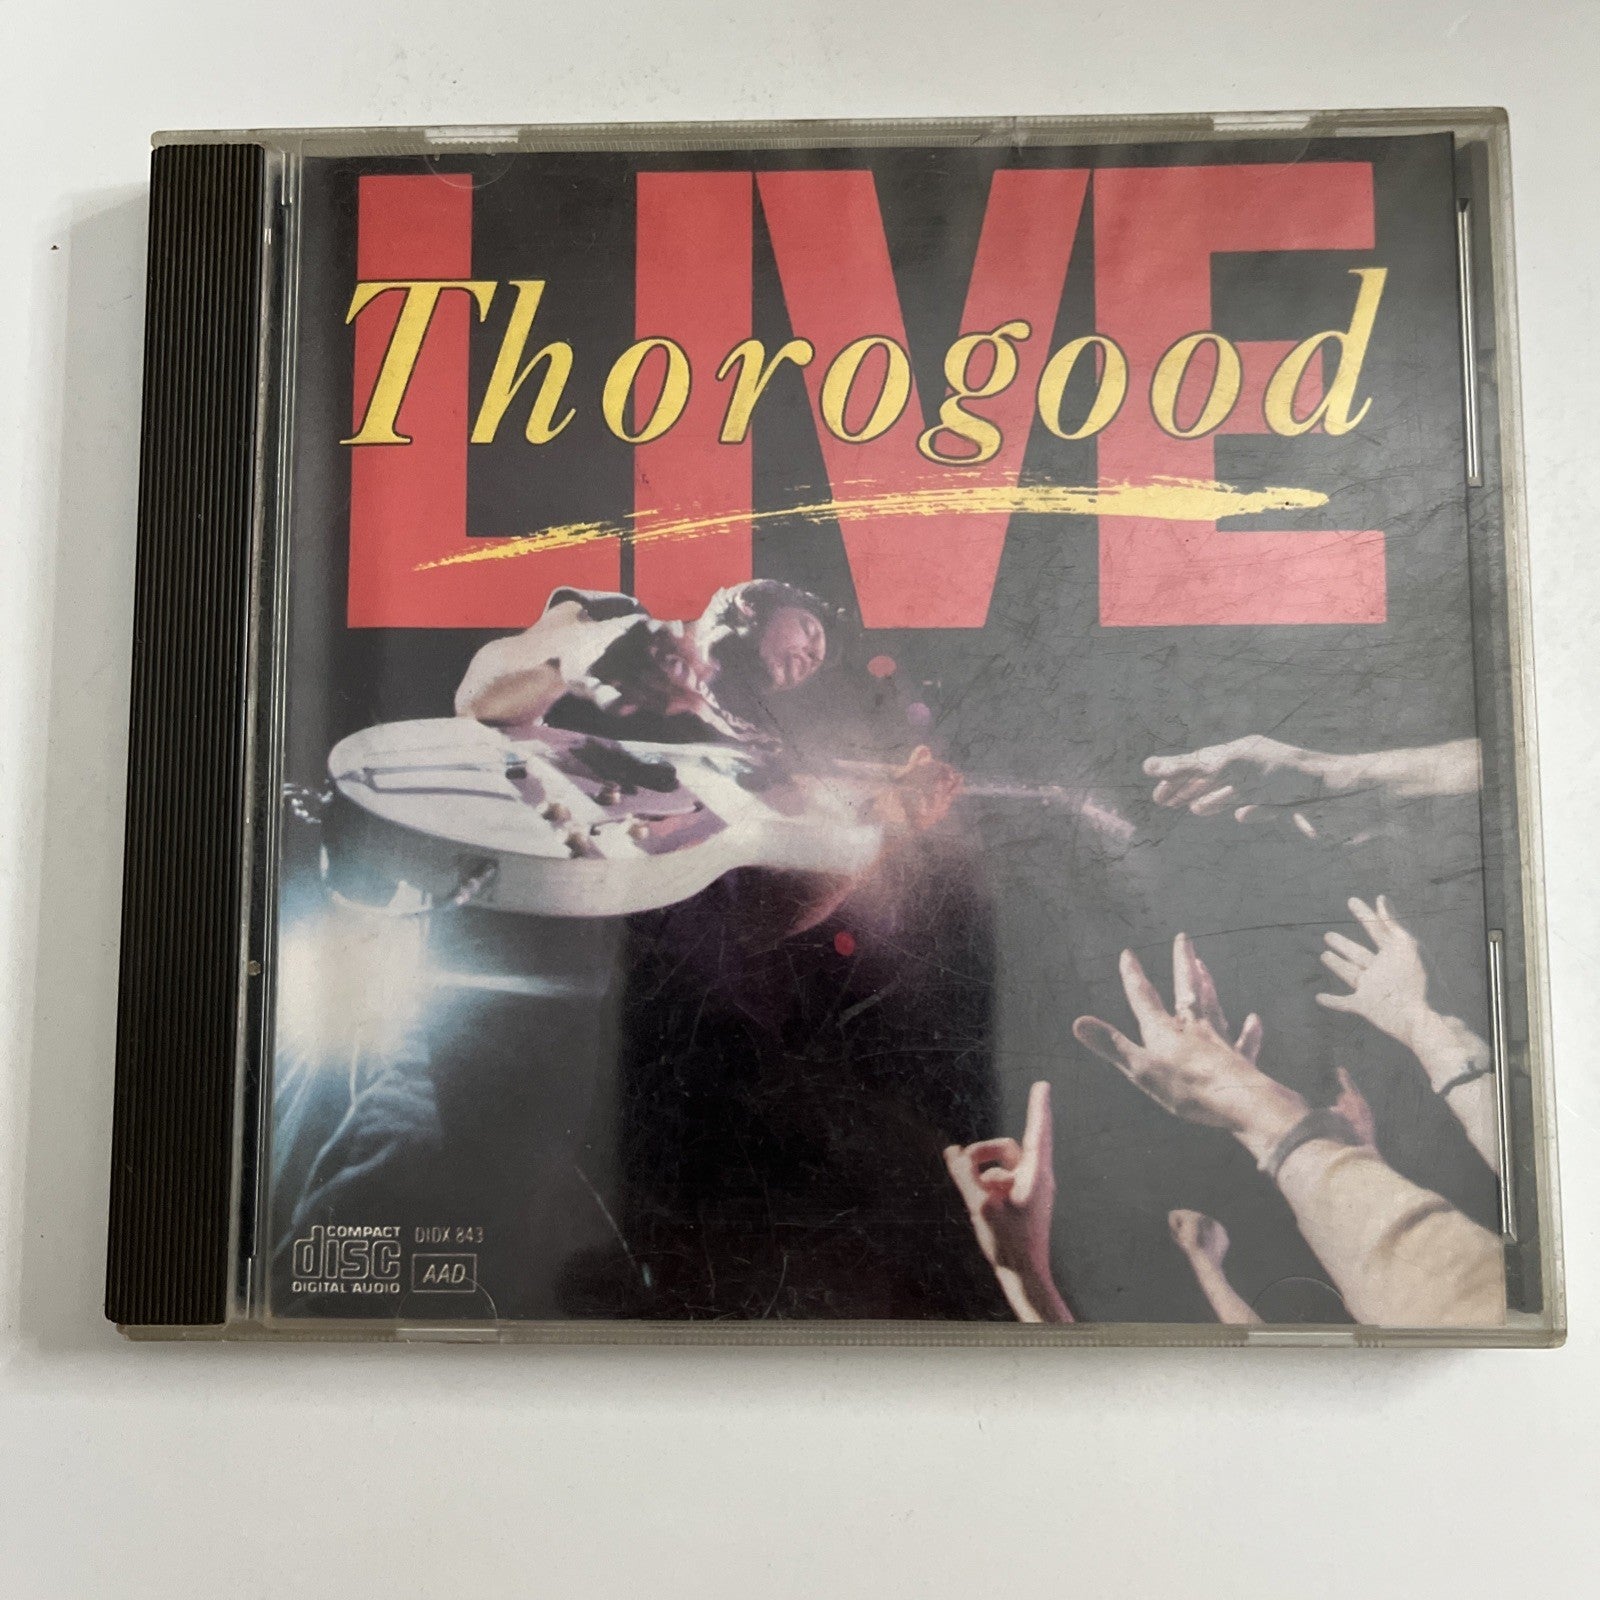 LIVE
Thorogood
COMPACT
disc
DIGITAL AUDIO
DIDX 843
AAD